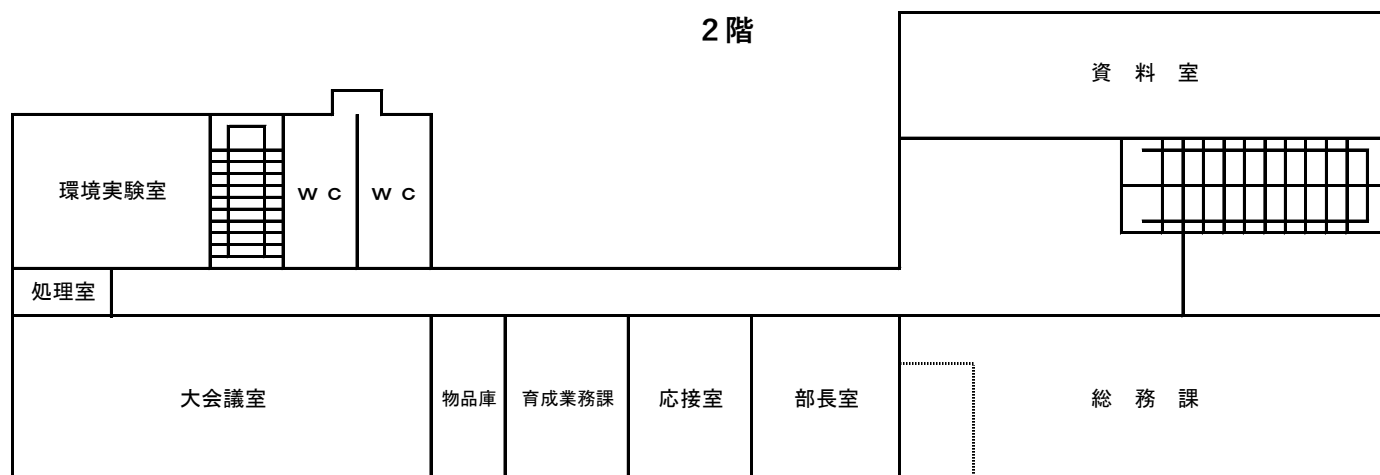 ２階
資　料　室
環境実験室
ＷＣ
ＷＣ
処理室
大会議室
物品庫
育成業務課
応接室
部長室
総　務　課